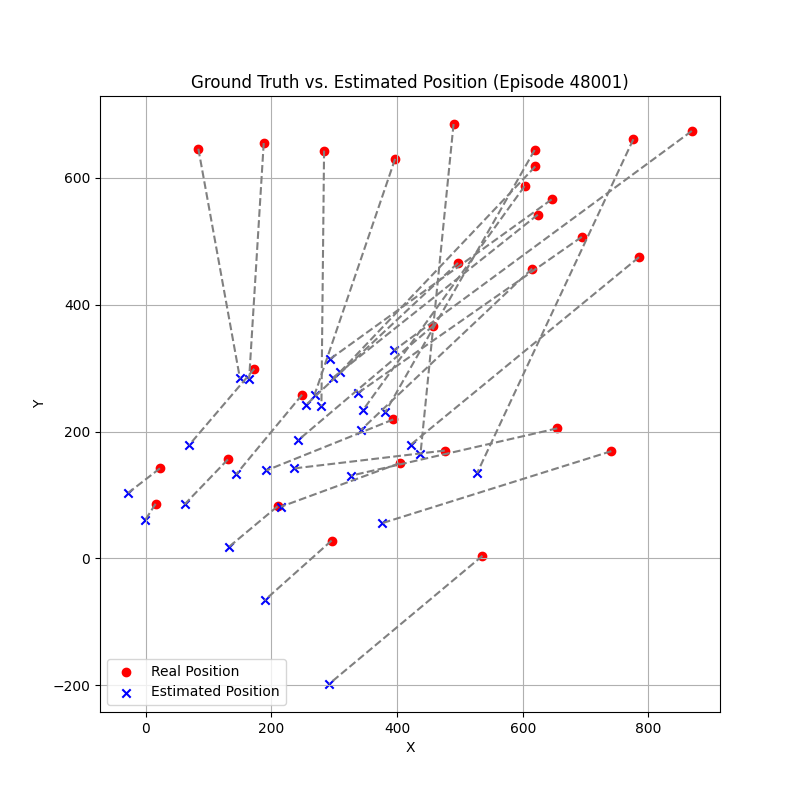 Ground Truth vs. Estimated Position (Episode 48001)
Y
600
400
200
0
−200
Real Position
Estimated Position
0 200 400 600 800
X